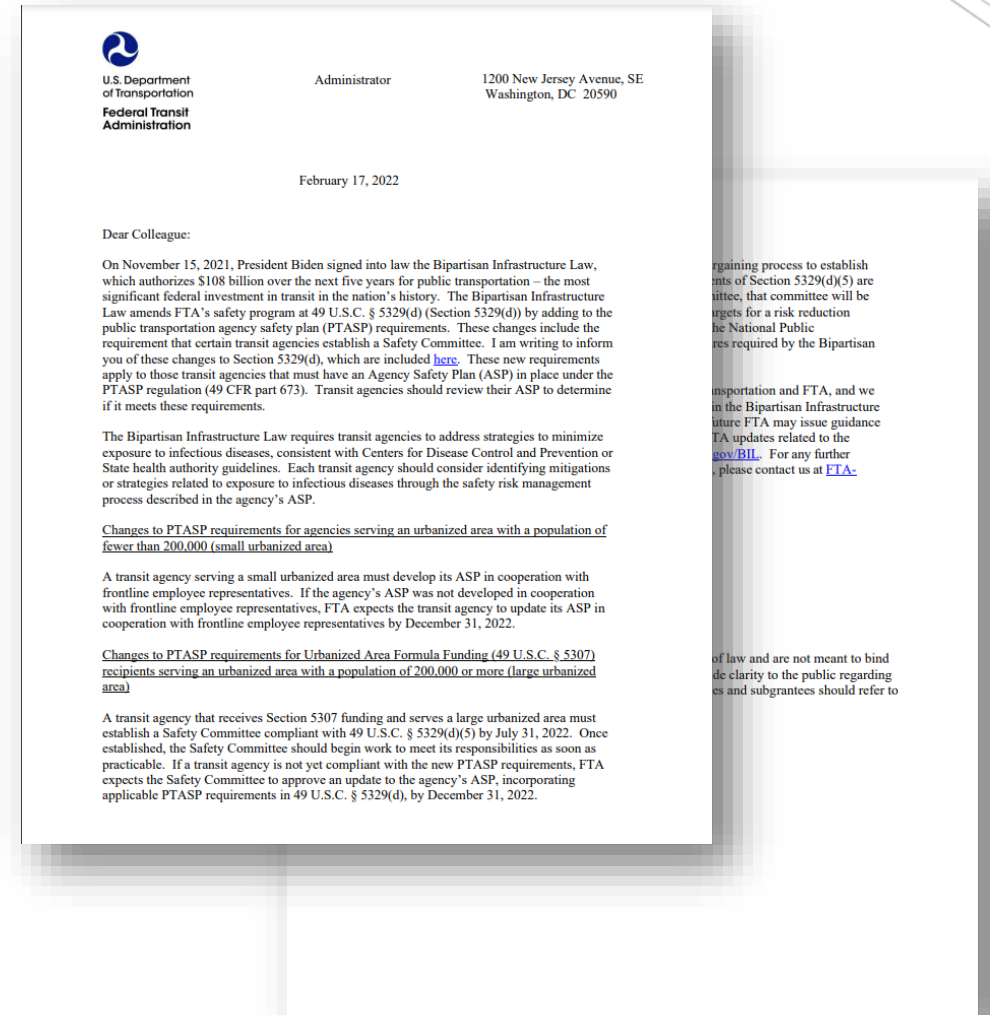 U.S. Department
of Transportation
Federal Transit
Administration
Administrator
1200 New Jersey Avenue, SE
Washington, DC 20590
February 17, 2022
Dear Colleague:
On November 15, 2021, President Biden signed into law the Bipartisan Infrastructure Law,
which authorizes $108 billion over the next five years for public transportation – the most
significant federal investment in transit in the nation's history. The Bipartisan Infrastructure
Law amends FTA's safety program at 49 U.S.C. § 5329(d) (Section 5329(d)) by adding to the
public transportation agency safety plan (PTASP) requirements. These changes include the
requirement that certain transit agencies establish a Safety Committee. I am writing to inform
you of these changes to Section 5329(d), which are included here. These new requirements
apply to those transit agencies that must have an Agency Safety Plan (ASP) in place under the
PTASP regulation (49 CFR part 673). Transit agencies should review their ASP to determine
if it meets these requirements.
The Bipartisan Infrastructure Law requires transit agencies to address strategies to minimize
exposure to infectious diseases, consistent with Centers for Disease Control and Prevention or
State health authority guidelines. Each transit agency should consider identifying mitigations
or strategies related to exposure to infectious diseases through the safety risk management
process described in the agency's ASP.
Changes to PTASP requirements for agencies serving an urbanized area with a population of
fewer than 200,000 (small urbanized area)
A transit agency serving a small urbanized area must develop its ASP in cooperation with
frontline employee representatives. If the agency's ASP was not developed in cooperation
with frontline employee representatives, FTA expects the transit agency to update its ASP in
cooperation with frontline employee representatives by December 31, 2022.
Changes to PTASP requirements for Urbanized Area Formula Funding (49 U.S.C. § 5307)
recipients serving an urbanized area with a population of 200,000 or more (large urbanized
area)
A transit agency that receives Section 5307 funding and serves a large urbanized area must
establish a Safety Committee compliant with 49 U.S.C. § 5329(d)(5) by July 31, 2022. Once
established, the Safety Committee should begin work to meet its responsibilities as soon as
practicable. If a transit agency is not yet compliant with the new PTASP requirements, FTA
expects the Safety Committee to approve an update to the agency's ASP, incorporating
applicable PTASP requirements in 49 U.S.C. § 5329(d), by December 31, 2022.
process to establish
of Section 5329(d)(5) are
that committee will be
for a risk reduction
National Public
required by the Bipartisan
and FTA, and we
in the Bipartisan Infrastructure
FTA may issue guidance
updates related to the
gov/BIL. For any further
, please contact us at FTA-
of law and are not meant to bind
clarity to the public regarding
and subgrantees should refer to